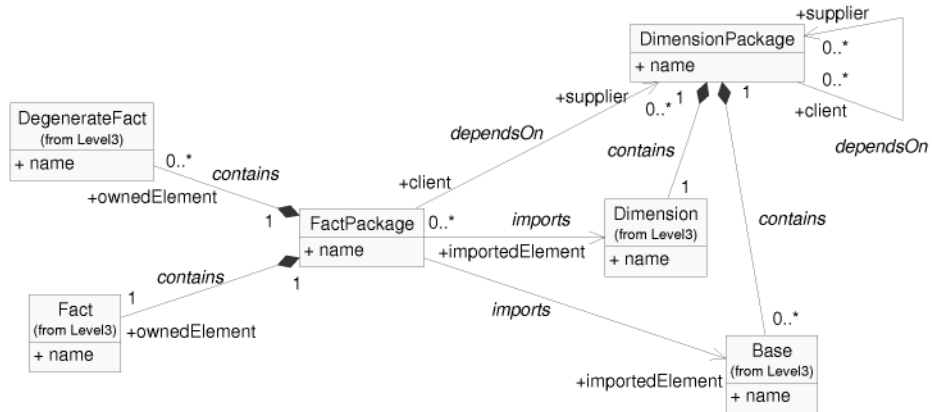 +supplier
DimensionPackage
+ name
0..*
0..*
+client
dependsOn
+supplier
0..*
1
1
dependsOn
+client
contains
DegenerateFact
(from Level3)
+ name
0..*
contains
+ownedElement
1
FactPackage
+ name
0..*
imports
+importedElement
1
Dimension
(from Level3)
+ name
contains
contains
1
1
Fact
(from Level3)
+ name
+ownedElement
imports
0..*
Base
(from Level3)
+ name
+importedElement